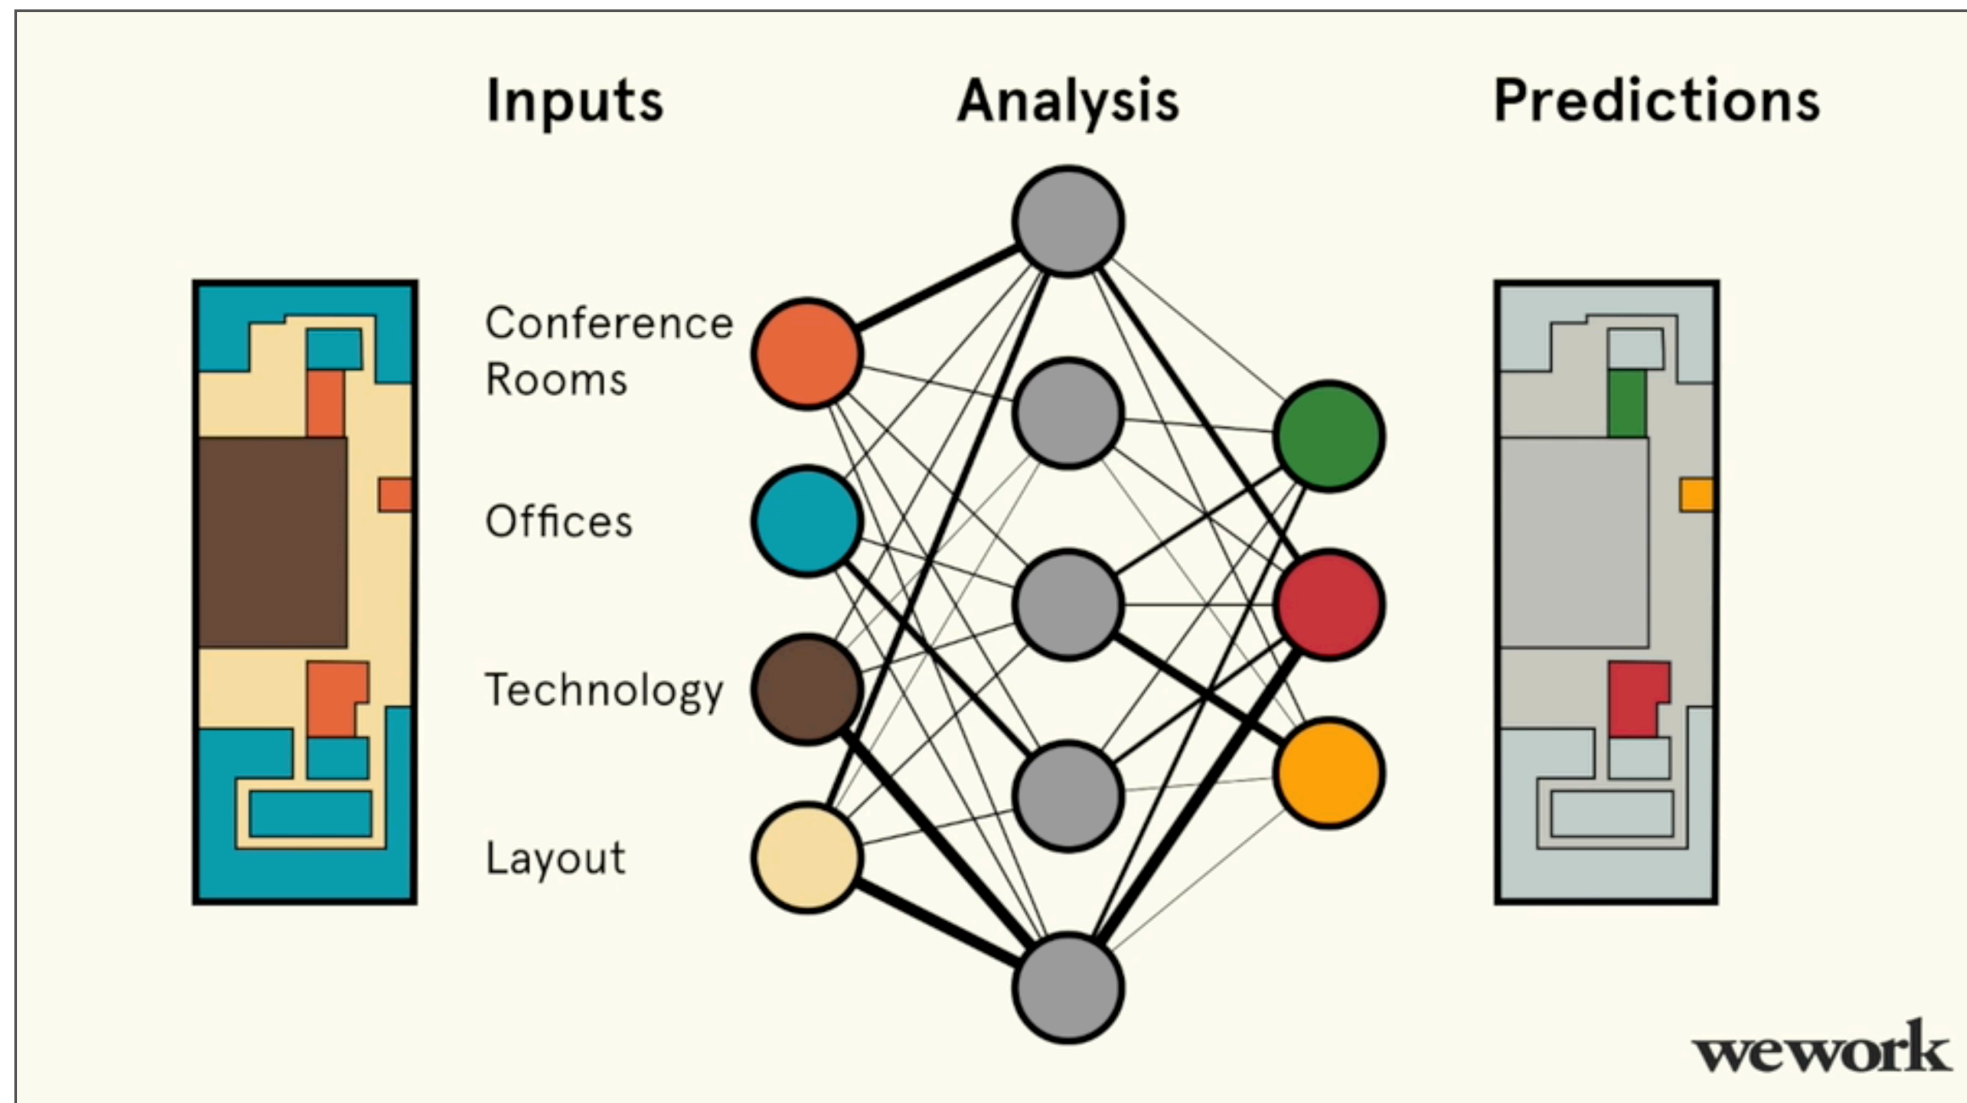 Inputs
Analysis
Predictions
Conference
Rooms
Offices
Technology
Layout
wework